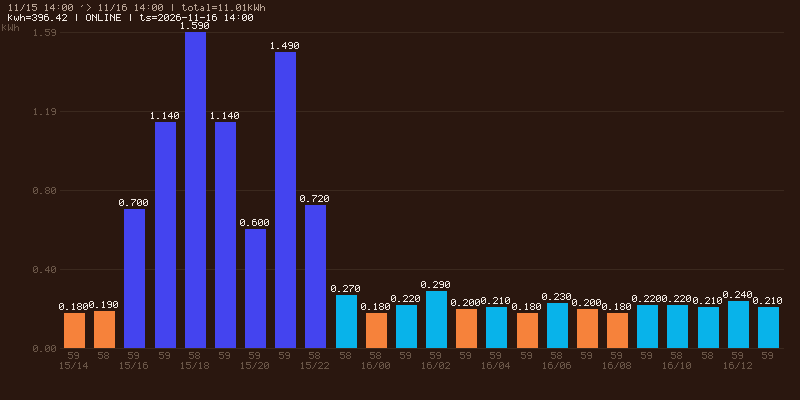 11/15 14:00 -> 11/16 14:00 | total=11.01kWh
Kwh=396.42 | ONLINE | ts=2026-11-16 14:00
kWh
1.59
1.19
0.80
0.40
0.00
0.180 0.190 0.700 1.140 1.590 1.140 0.600 1.490 0.720 0.270 0.180 0.220 0.290 0.200 0.210 0.180 0.230 0.200 0.180 0.220 0.220 0.210 0.240 0.210
59 58 59 59 58 59 59 59 58 58 59 59 59 59 59 59 58 59 59 59 58 58 59 59
15/14 15/16 15/18 15/20 15/22 16/00 16/02 16/04 16/06 16/08 16/10 16/12